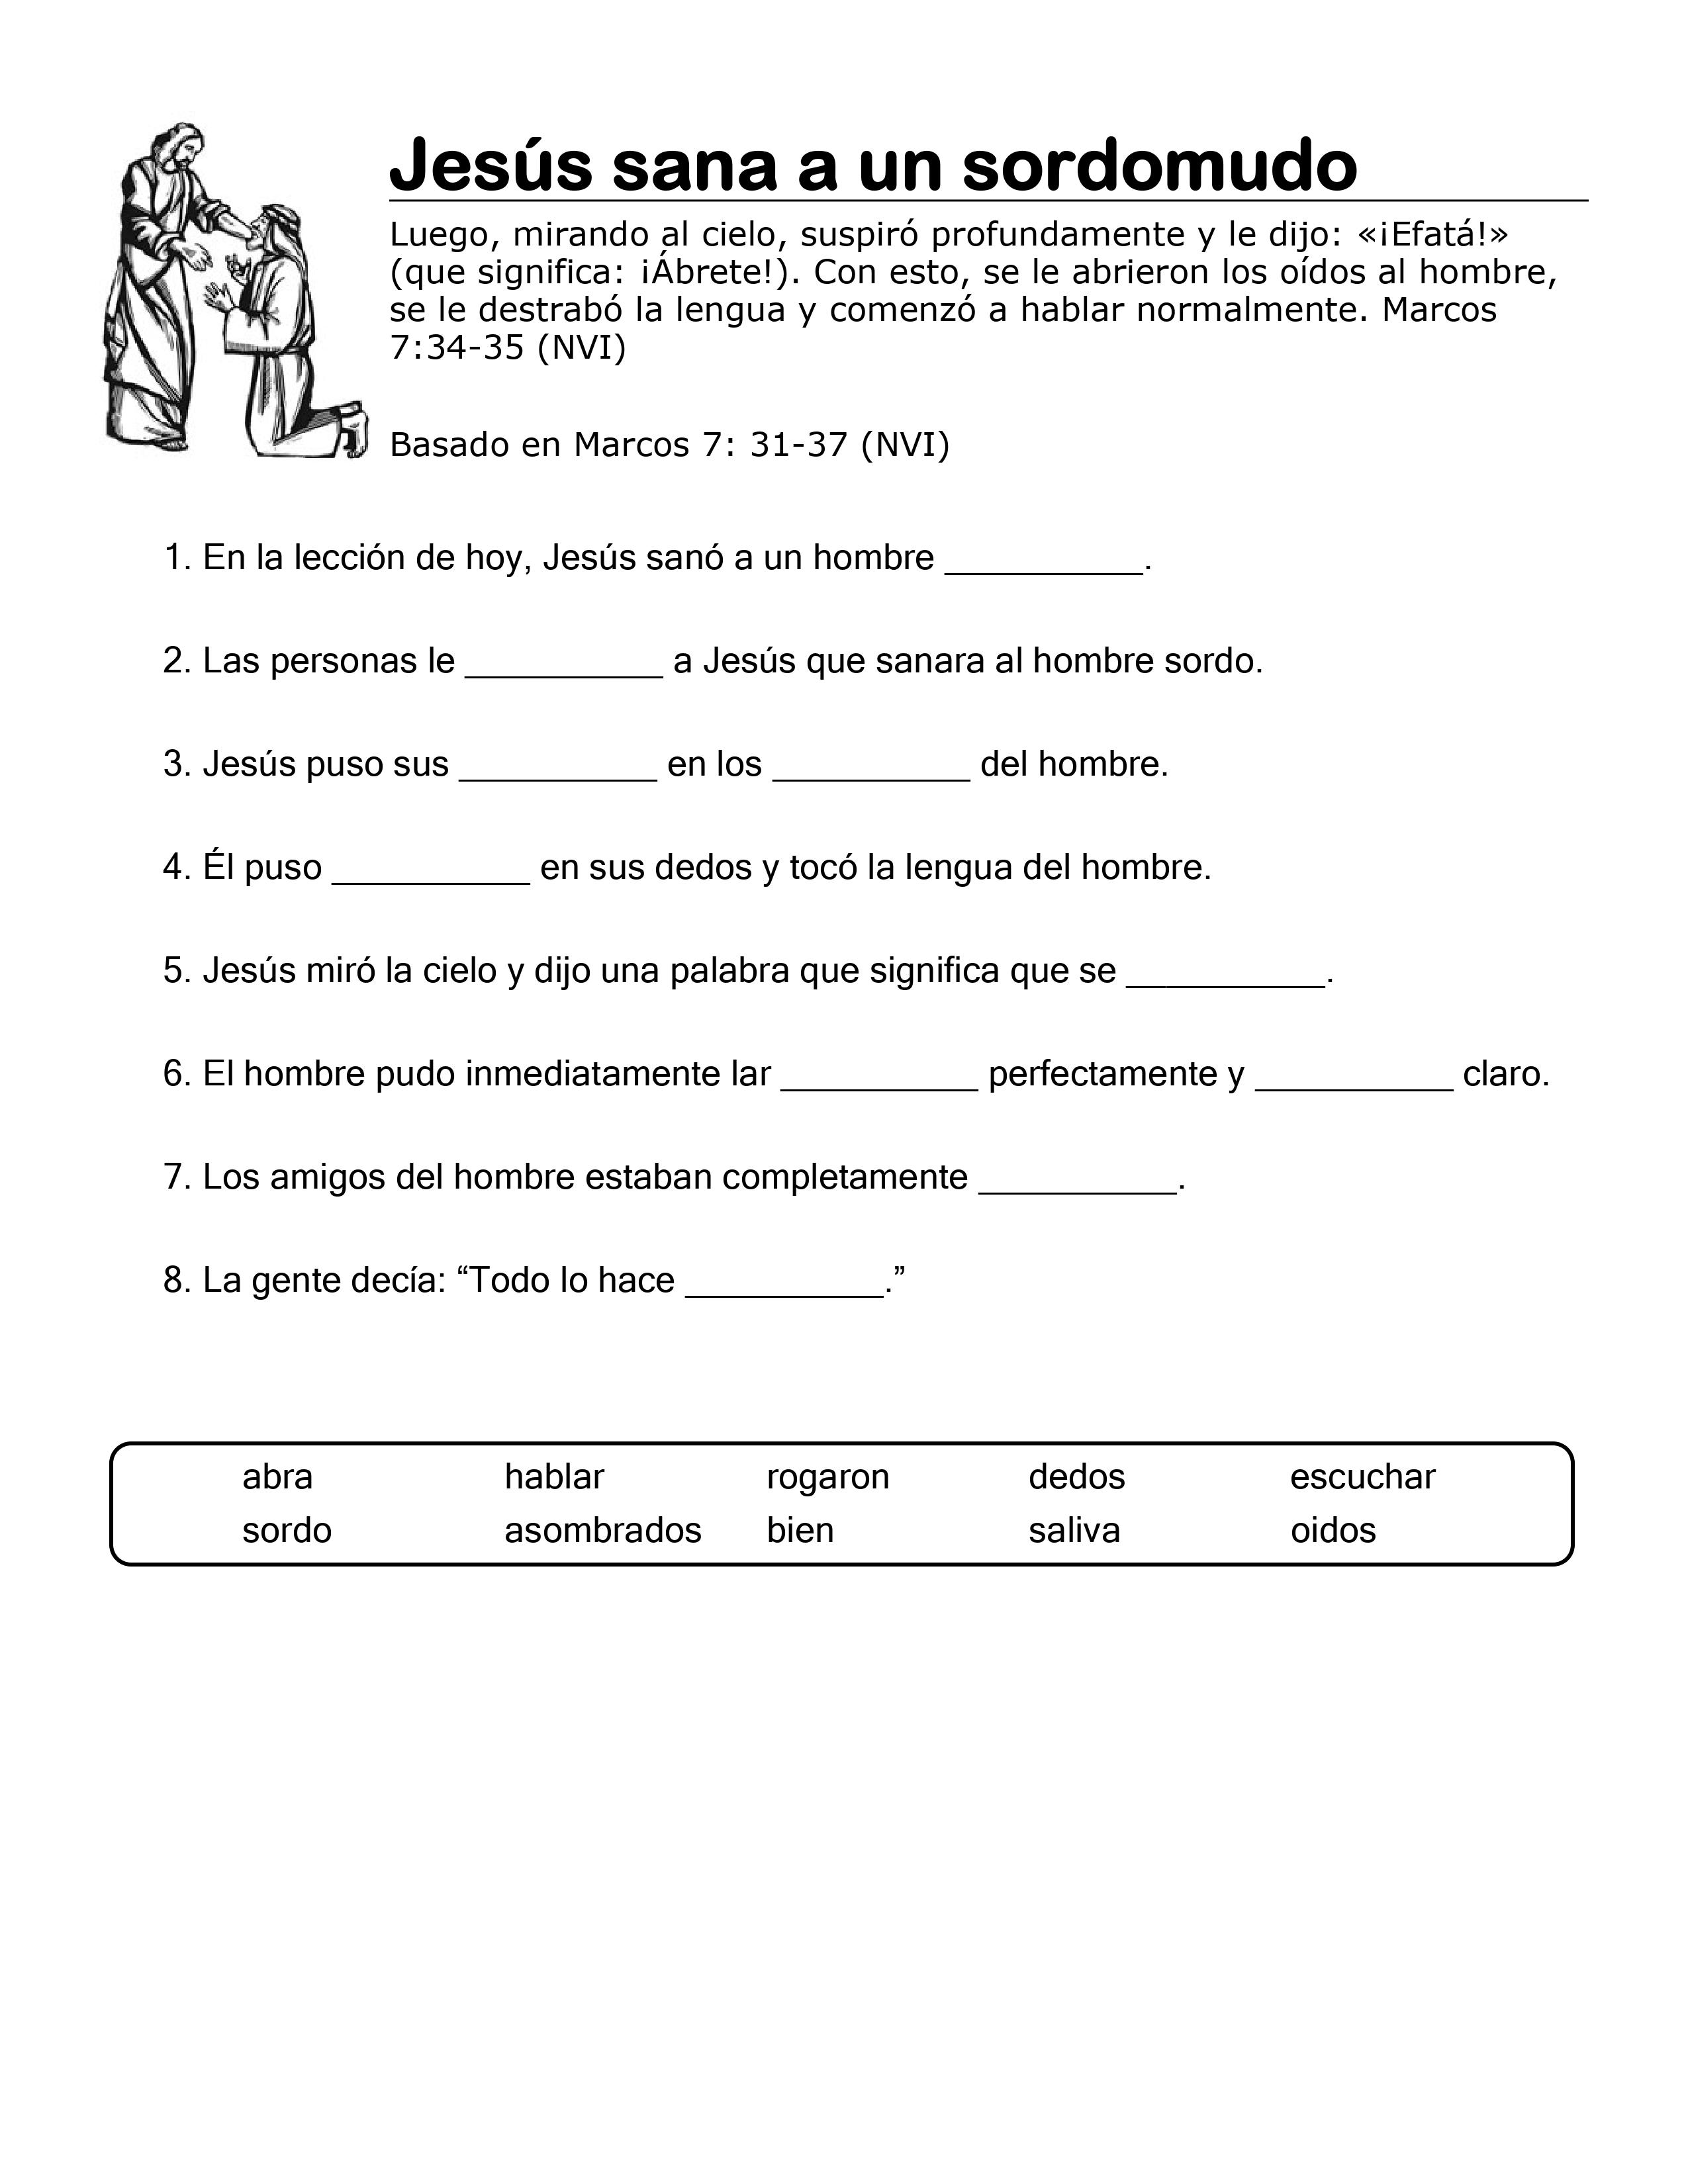 Jesús sana a un sordomudo
Luego, mirando al cielo, suspiró profundamente y le dijo: «¡Efatá!»
(que significa: ¡Ábrete!). Con esto, se le abrieron los oídos al hombre,
se le destrabó la lengua y comenzó a hablar normalmente. Marcos
7:34-35 (NVI)
Basado en Marcos 7: 31-37 (NVI)
1. En la lección de hoy, Jesús sanó a un hombre __________.
2. Las personas le __________ a Jesús que sanara al hombre sordo.
3. Jesús puso sus __________ en los __________ del hombre.
4. Él puso __________ en sus dedos y tocó la lengua del hombre.
5. Jesús miró la cielo y dijo una palabra que significa que se __________.
6. El hombre pudo inmediatamente lar __________ perfectamente y __________ claro.
7. Los amigos del hombre estaban completamente __________.
8. La gente decía: “Todo lo hace __________.”
abra hablar rogaron dedos escuchar
sordo asombrados bien saliva oidos